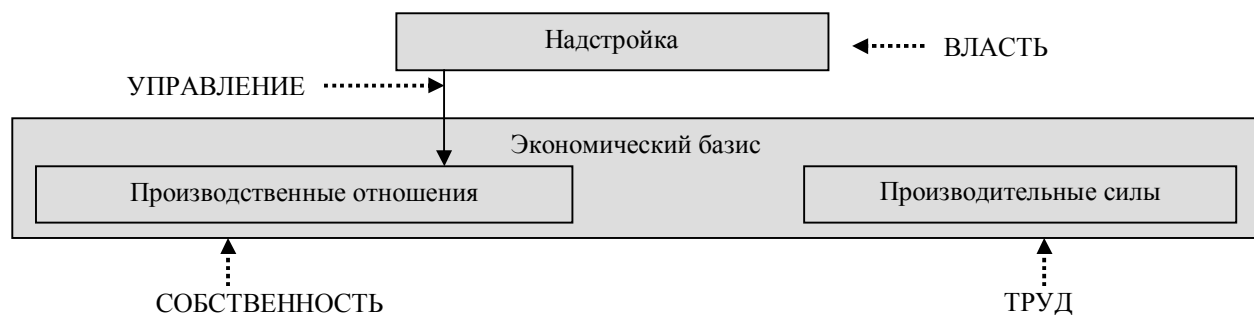 Надстройка
ВЛАСТЬ
УПРАВЛЕНИЕ
Экономический базис
Производственные отношения
Производительные силы
СОБСТВЕННОСТЬ
ТРУД